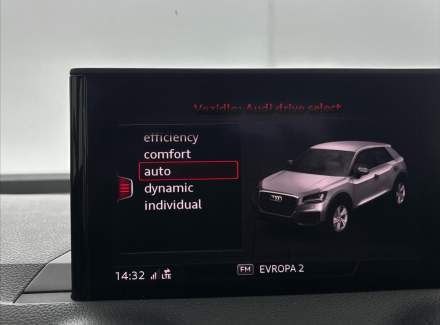 Vozidlo: Audi drive select
efficiency
comfort
auto
dynamic
individual
14:32 LTE
FM EVROPA 2